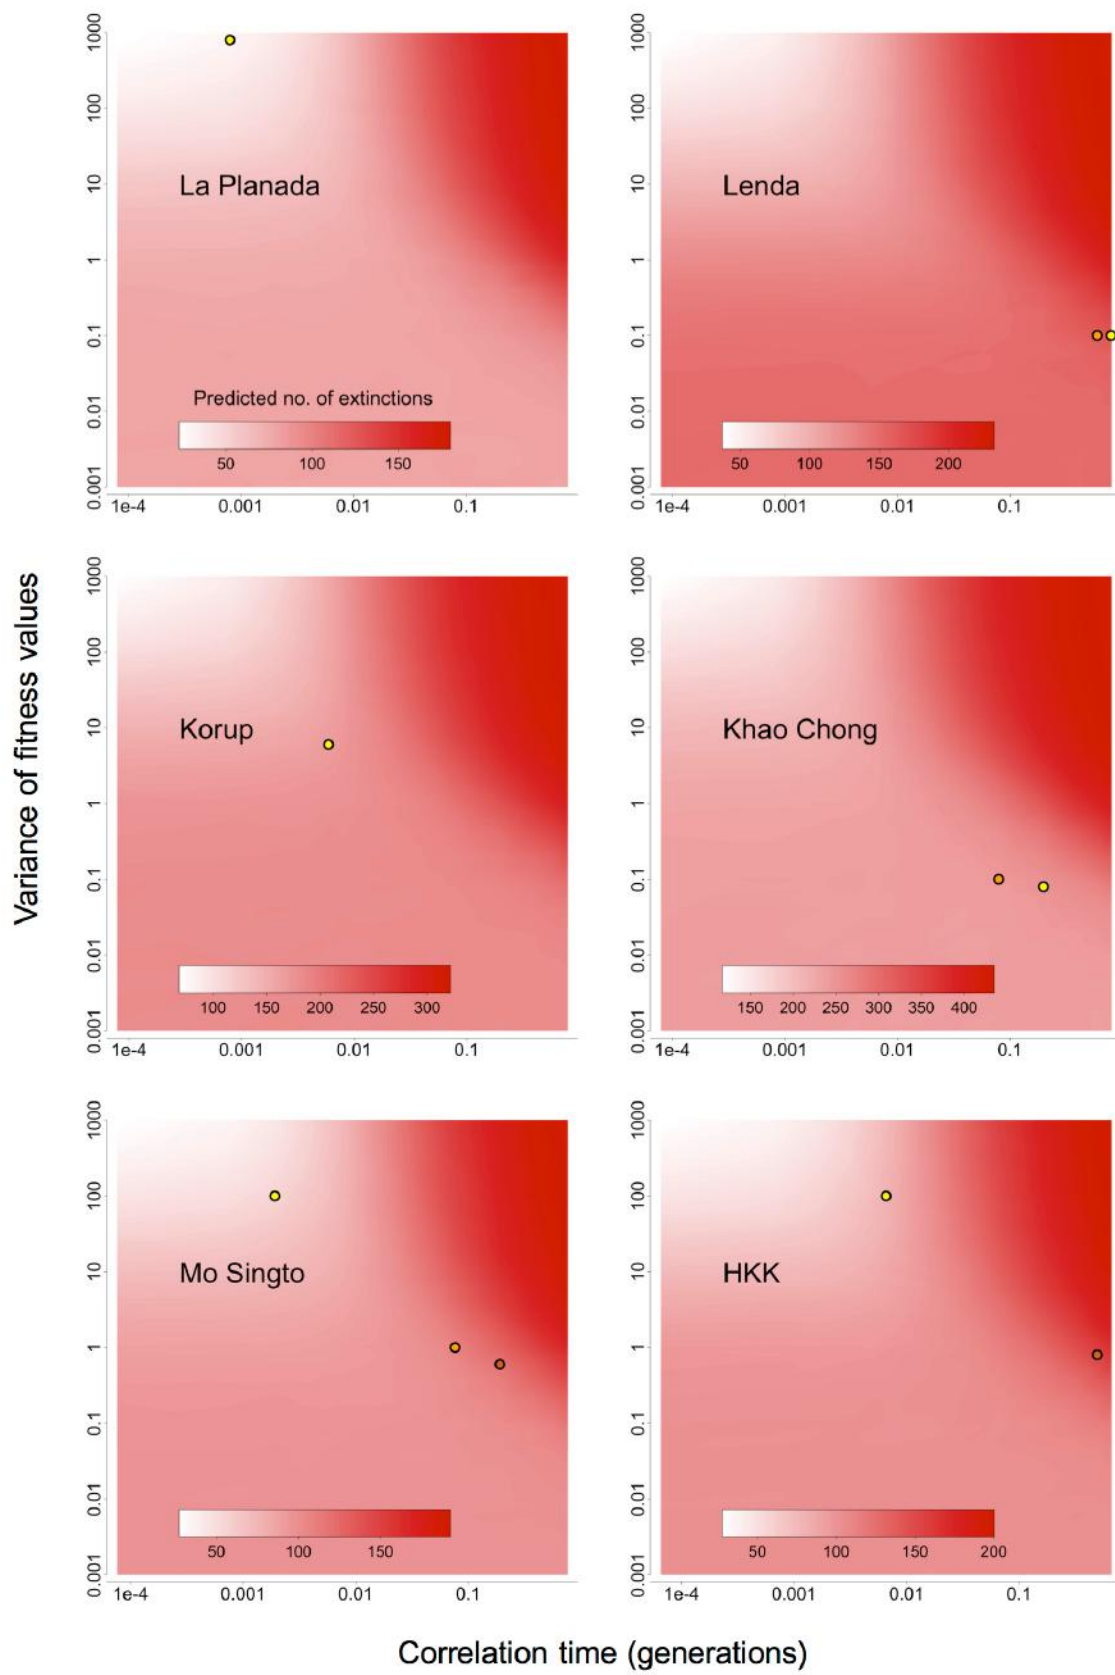 1000
100
10
1
0.1
0.01
0.001
La Planada
Predicted no. of extinctions
50 100 150
1e-4 0.001 0.01 0.1
1000
100
10
1
0.1
0.01
0.001
Lenda
50 100 150 200
1e-4 0.001 0.01 0.1
Variance of fitness values
1000
100
10
1
0.1
0.01
0.001
Korup
100 150 200 250 300
1e-4 0.001 0.01 0.1
1000
100
10
1
0.1
0.01
0.001
Khao Chong
150 200 250 300 350 400
1e-4 0.001 0.01 0.1
1000
100
10
1
0.1
0.01
0.001
Mo Singto
50 100 150
1e-4 0.001 0.01 0.1
1000
100
10
1
0.1
0.01
0.001
HKK
50 100 150 200
1e-4 0.001 0.01 0.1
Correlation time (generations)